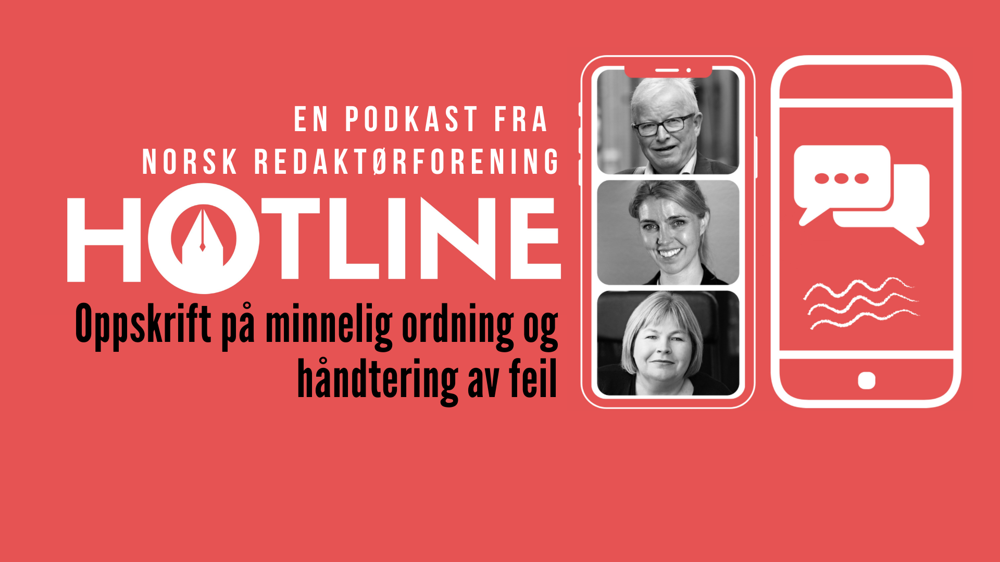 EN PODKAST FRA
NORSK REDAKTØRFORENING
HOTLINE
Oppskrift på minnelig ordning og
håndtering av feil